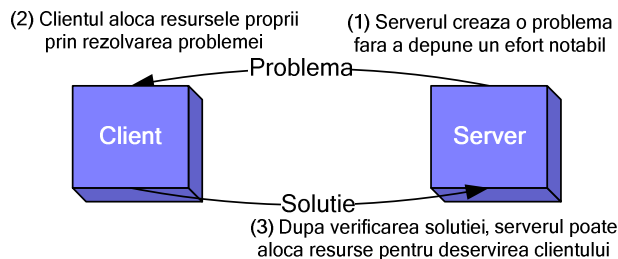 (2) Clientul aloca resursele proprii
prin rezolvarea problemei
(1) Serverul creaza o problema
fara a depune un efort notabil
Problema
Client
Server
Solutie
(3) Dupa verificarea solutiei, serverul poate
aloca resurse pentru deservirea clientului